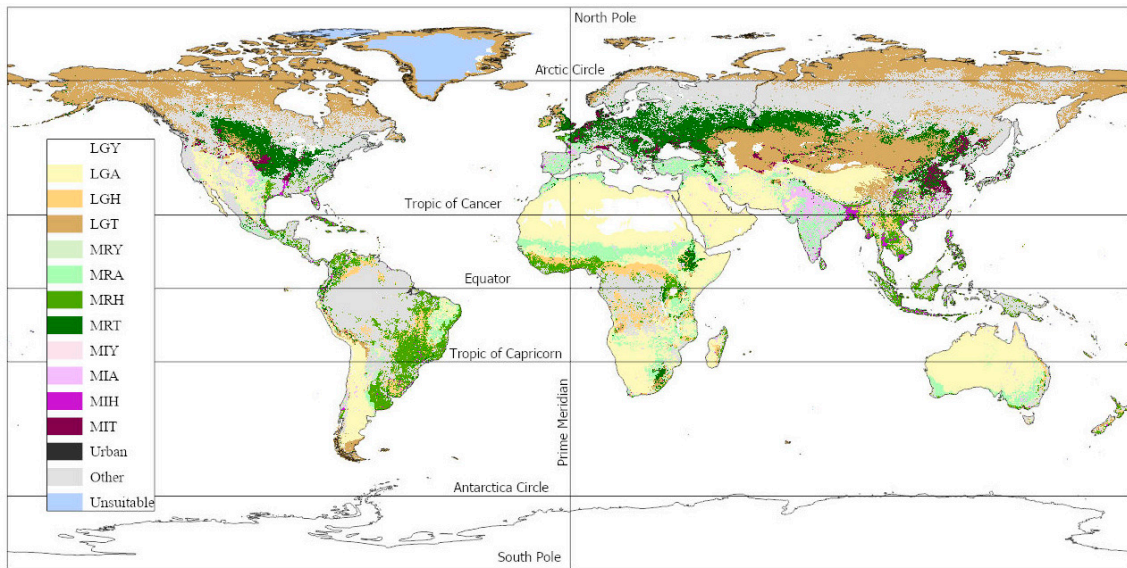 North Pole
Arctic Circle
LGY
LGA
LGH
LGT
MRY
MRA
MRH
MRT
MIY
MIA
MIH
MIT
Urban
Other
Unsuitable
Tropic of Cancer
Equator
Tropic of Capricorn
Prime Meridian
Antarctica Circle
South Pole